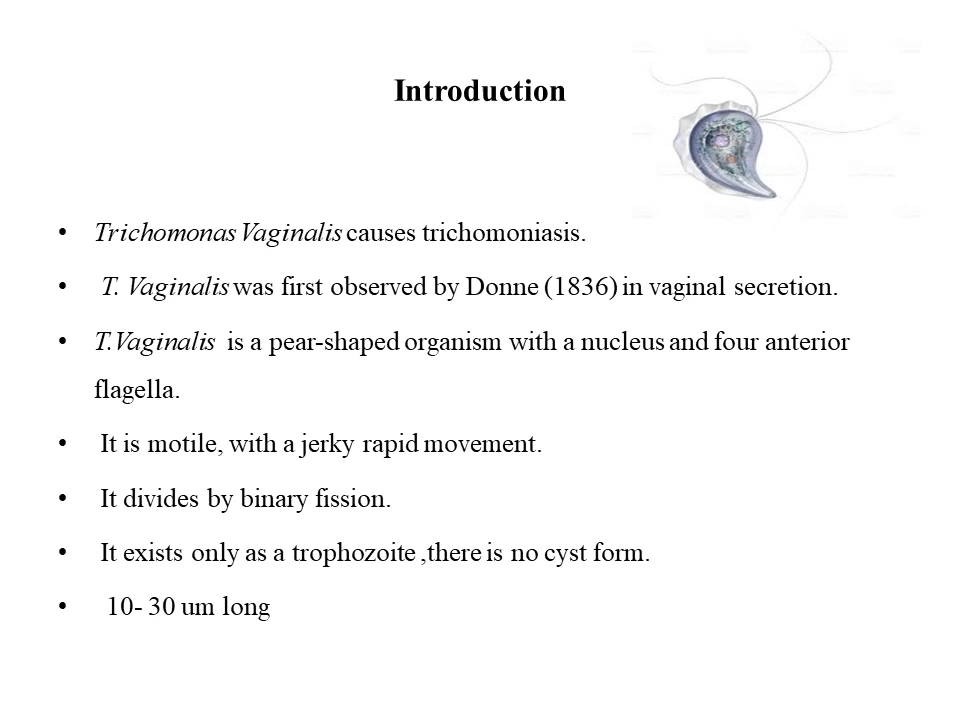 Introduction
• Trichomonas Vaginalis causes trichomoniasis.
• T. Vaginalis was first observed by Donne (1836) in vaginal secretion.
• T.Vaginalis is a pear-shaped organism with a nucleus and four anterior
flagella.
• It is motile, with a jerky rapid movement.
• It divides by binary fission.
• It exists only as a trophozoite ,there is no cyst form.
• 10- 30 um long